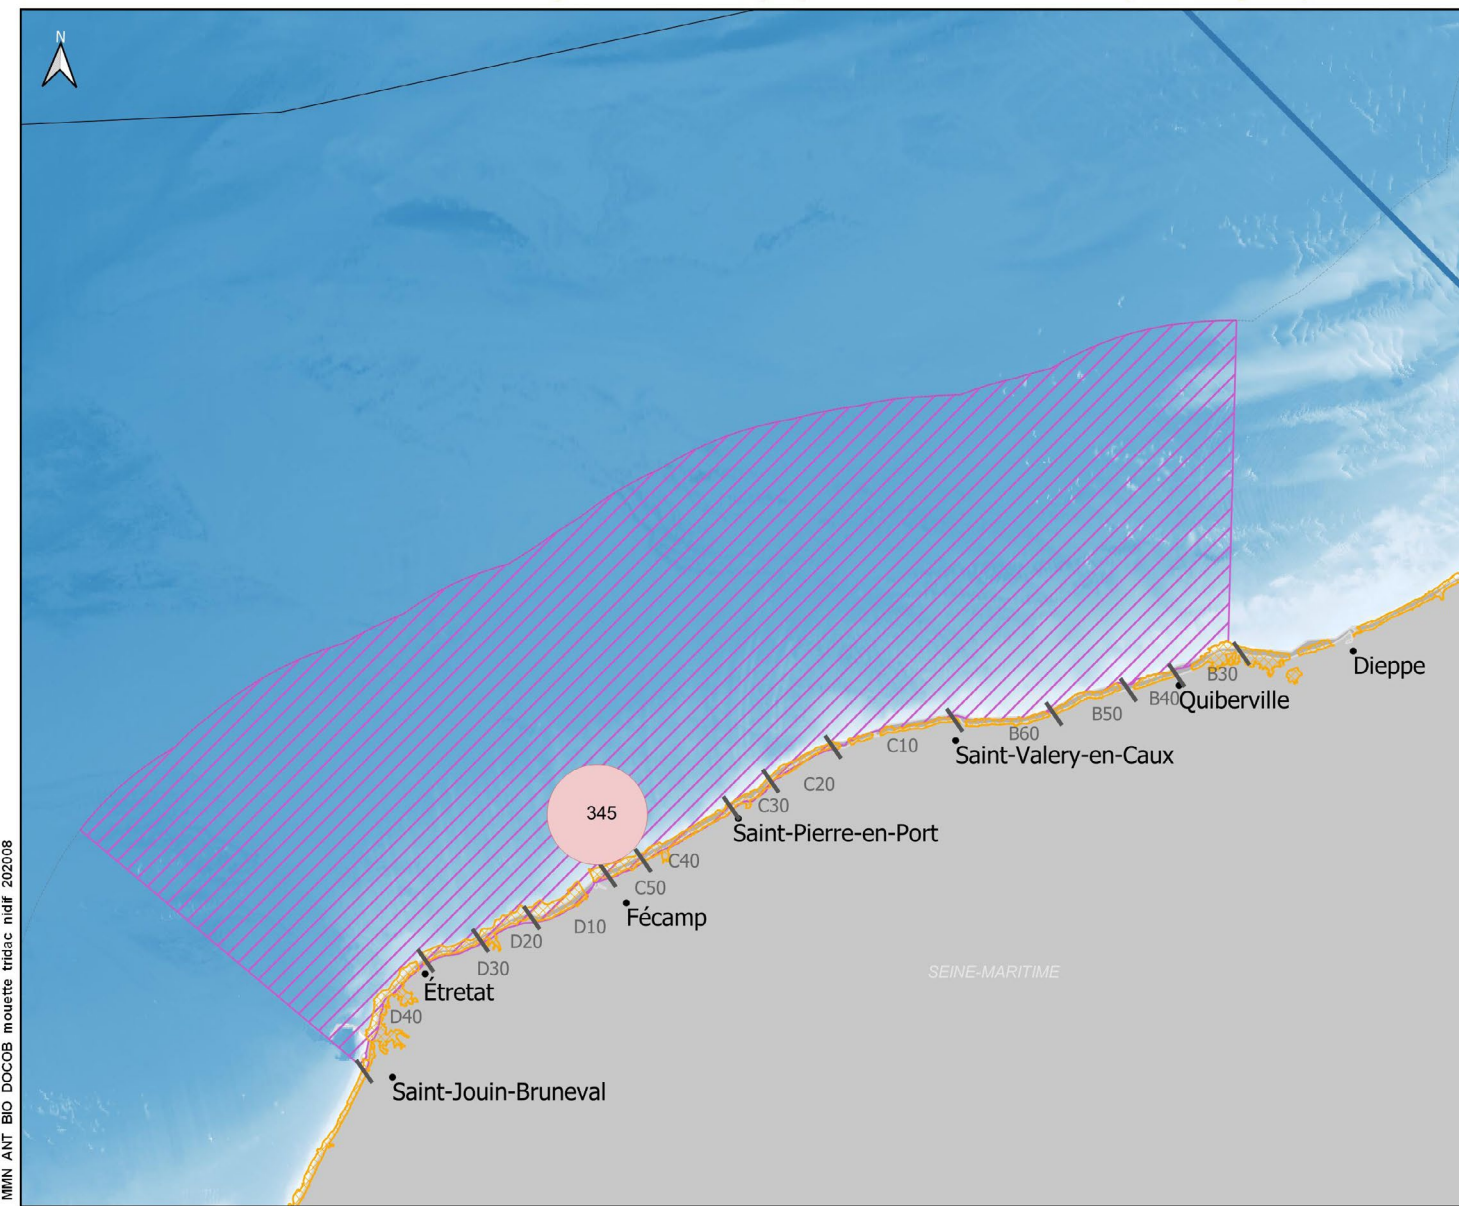 N
Dieppe
B30
B40
Quiberville
B50
B60
C10
Saint-Valery-en-Caux
C20
C30
345
Saint-Pierre-en-Port
C40
C50
Fécamp
D10
D20
D30
SEINE-MARITIME
Étretat
D40
Saint-Jouin-Bruneval
MMN ANT BIO DOCOB mouette tridac nidif 202008